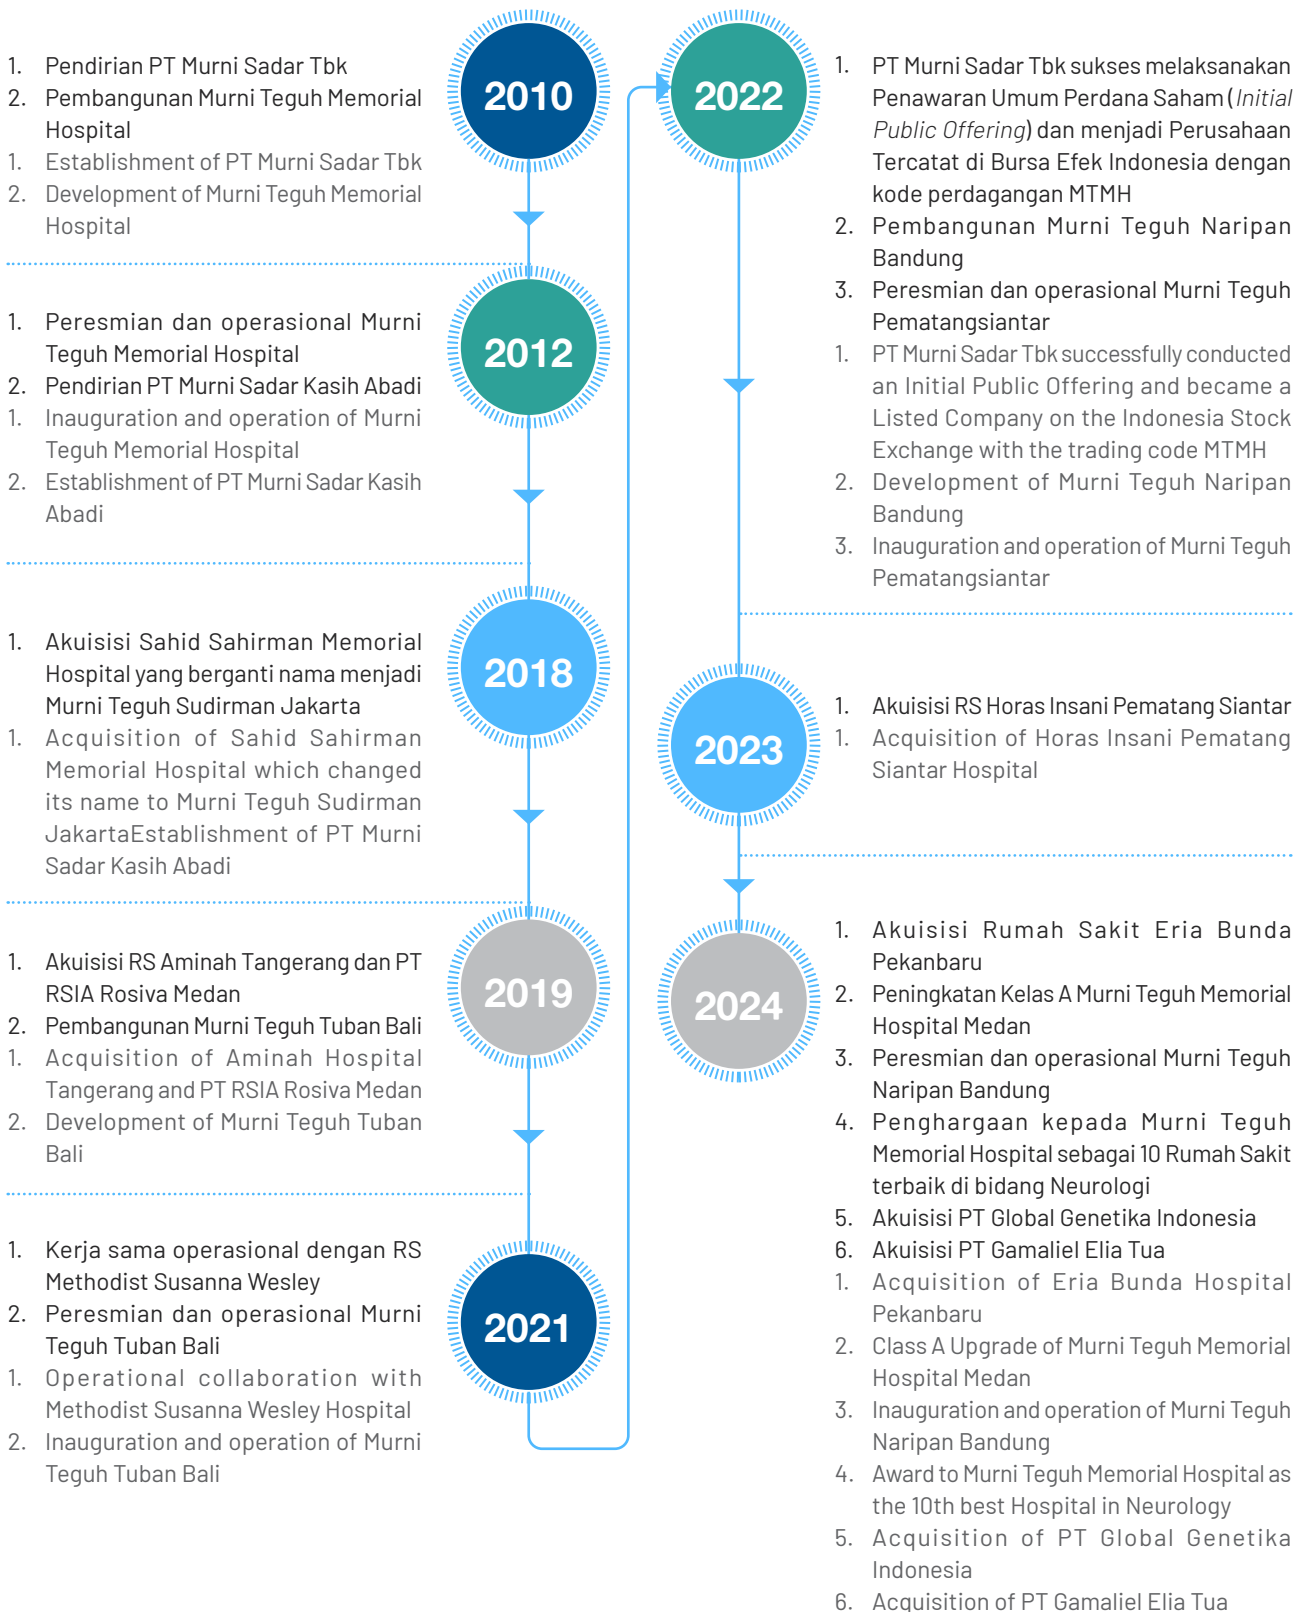 2010
1. Pendirian PT Murni Sadar Tbk
2. Pembangunan Murni Teguh Memorial
Hospital
1. Establishment of PT Murni Sadar Tbk
2. Development of Murni Teguh Memorial
Hospital
2012
1. Peresmian dan operasional Murni
Teguh Memorial Hospital
2. Pendirian PT Murni Sadar Kasih Abadi
1. Inauguration and operation of Murni
Teguh Memorial Hospital
2. Establishment of PT Murni Sadar Kasih
Abadi
2018
1. Akuisisi Sahid Sahirman Memorial
Hospital yang berganti nama menjadi
Murni Teguh Sudirman Jakarta
1. Acquisition of Sahid Sahirman
Memorial Hospital which changed
its name to Murni Teguh Sudirman
JakartaEstablishment of PT Murni
Sadar Kasih Abadi
2019
1. Akuisisi RS Aminah Tangerang dan PT
RSIA Rosiva Medan
2. Pembangunan Murni Teguh Tuban Bali
1. Acquisition of Aminah Hospital
Tangerang and PT RSIA Rosiva Medan
2. Development of Murni Teguh Tuban
Bali
2021
1. Kerja sama operasional dengan RS
Methodist Susanna Wesley
2. Peresmian dan operasional Murni
Teguh Tuban Bali
1. Operational collaboration with
Methodist Susanna Wesley Hospital
2. Inauguration and operation of Murni
Teguh Tuban Bali
2022
1. PT Murni Sadar Tbk sukses melaksanakan
Penawaran Umum Perdana Saham (Initial
Public Offering) dan menjadi Perusahaan
Tercatat di Bursa Efek Indonesia dengan
kode perdagangan MTMH
2. Pembangunan Murni Teguh Naripan
Bandung
3. Peresmian dan operasional Murni Teguh
Pematangsiantar
1. PT Murni Sadar Tbk successfully conducted
an Initial Public Offering and became a
Listed Company on the Indonesia Stock
Exchange with the trading code MTMH
2. Development of Murni Teguh Naripan
Bandung
3. Inauguration and operation of Murni Teguh
Pematangsiantar
2023
1. Akuisisi RS Horas Insani Pematang Siantar
1. Acquisition of Horas Insani Pematang
Siantar Hospital
2024
1. Akuisisi Rumah Sakit Eria Bunda
Pekanbaru
2. Peningkatan Kelas A Murni Teguh Memorial
Hospital Medan
3. Peresmian dan operasional Murni Teguh
Naripan Bandung
4. Penghargaan kepada Murni Teguh
Memorial Hospital sebagai 10 Rumah Sakit
terbaik di bidang Neurologi
5. Akuisisi PT Global Genetika Indonesia
6. Akuisisi PT Gamaliel Elia Tua
1. Acquisition of Eria Bunda Hospital
Pekanbaru
2. Class A Upgrade of Murni Teguh Memorial
Hospital Medan
3. Inauguration and operation of Murni Teguh
Naripan Bandung
4. Award to Murni Teguh Memorial Hospital as
the 10th best Hospital in Neurology
5. Acquisition of PT Global Genetika
Indonesia
6. Acquisition of PT Gamaliel Elia Tua